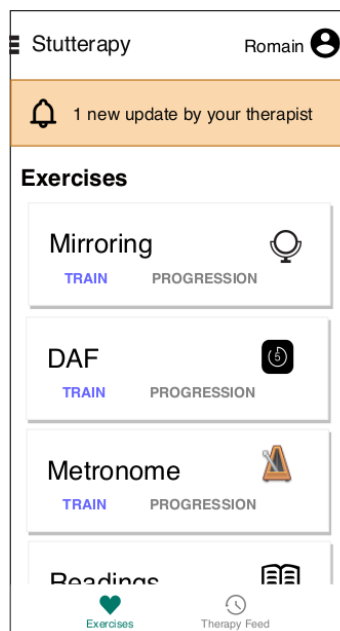 Stutterapy Romain
1 new update by your therapist
Exercises
Mirroring
TRAIN PROGRESSION
DAF
5
TRAIN PROGRESSION
Metronome
TRAIN PROGRESSION
Readings
Exercises Therapy Feed